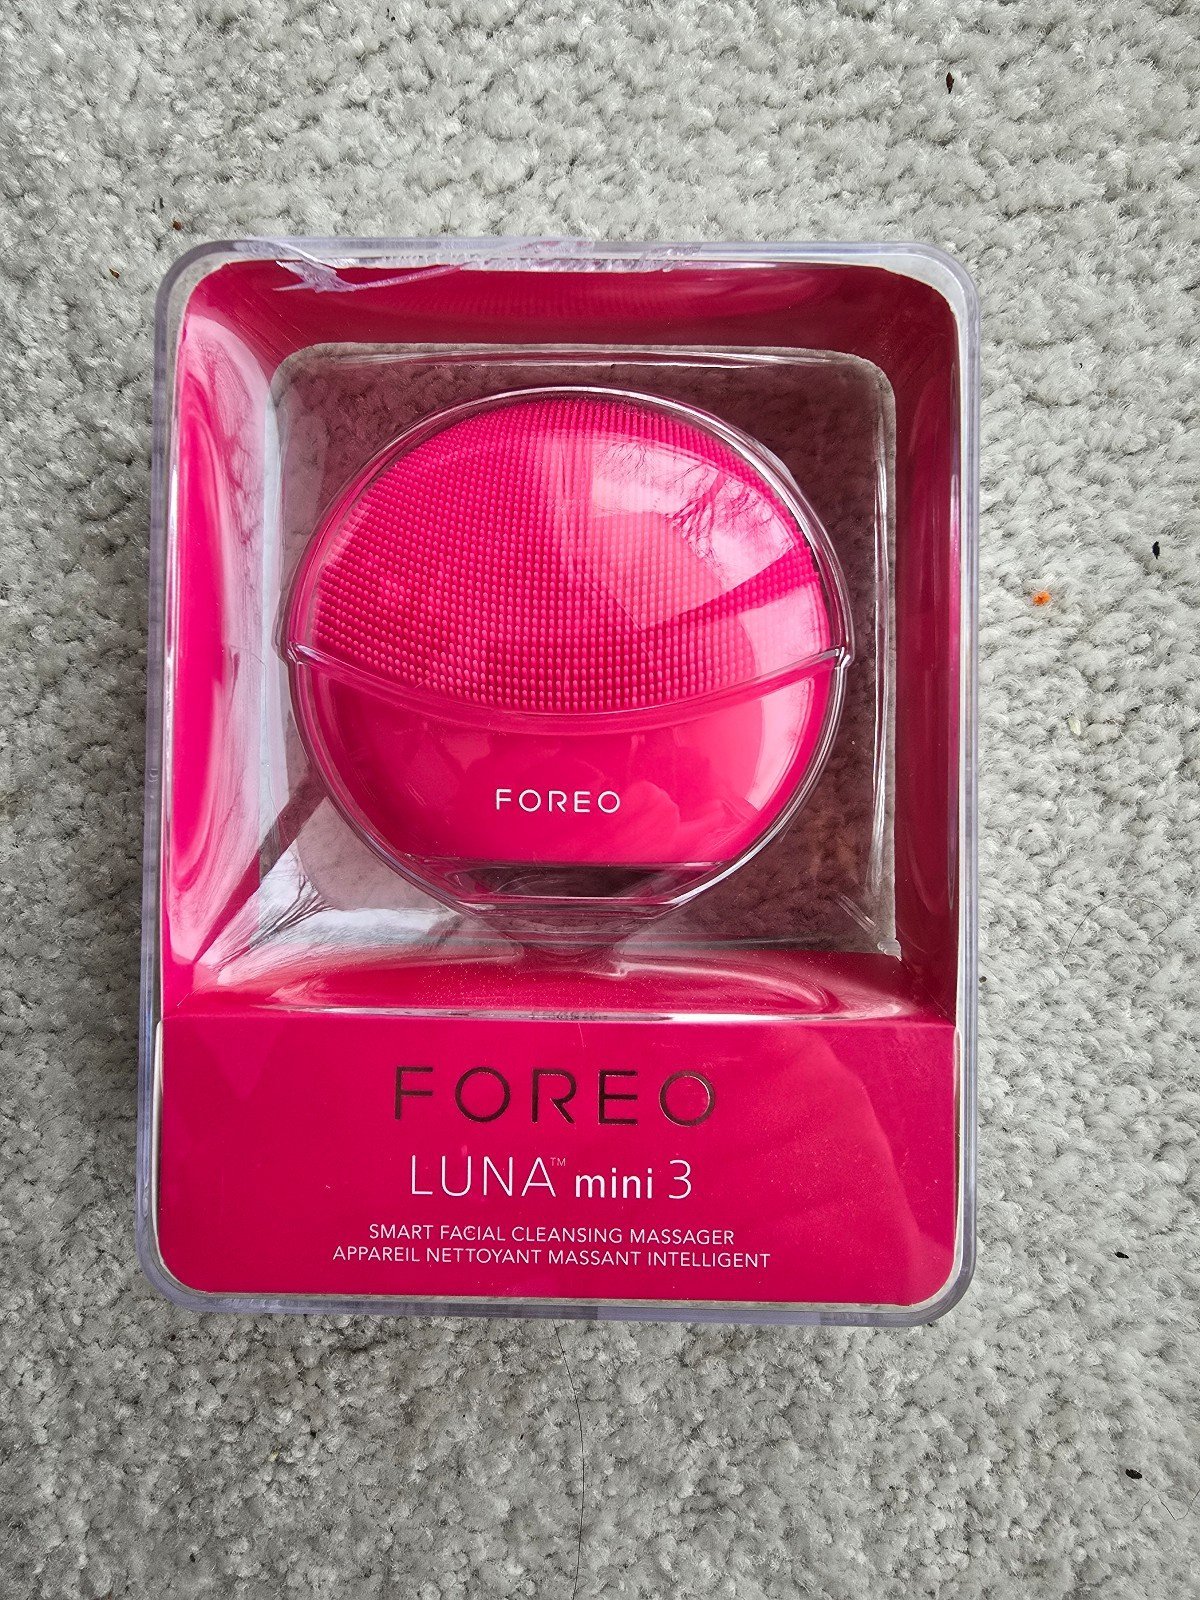 FOREO
FOREO
LUNA™ mini 3
SMART FACIAL CLEANSING MASSAGER
APPAREIL NETTOYANT MASSANT INTELLIGENT